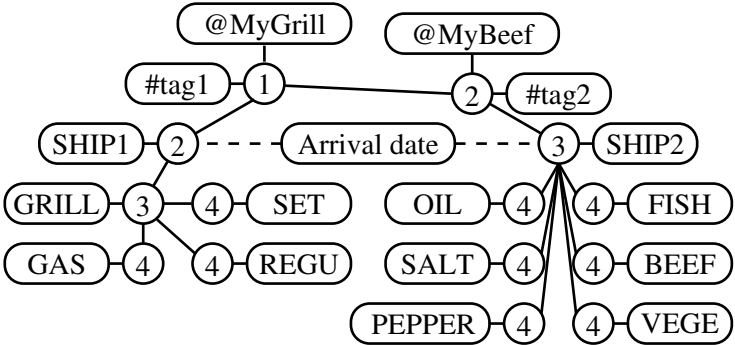 @MyGrill @MyBeef
#tag1 1 2 #tag2
SHIP1 2 Arrival date 3 SHIP2
GRILL 3 4 SET OIL 4 4 FISH
GAS 4 4 REGU SALT 4 4 BEEF
PEPPER 4 4 VEGE